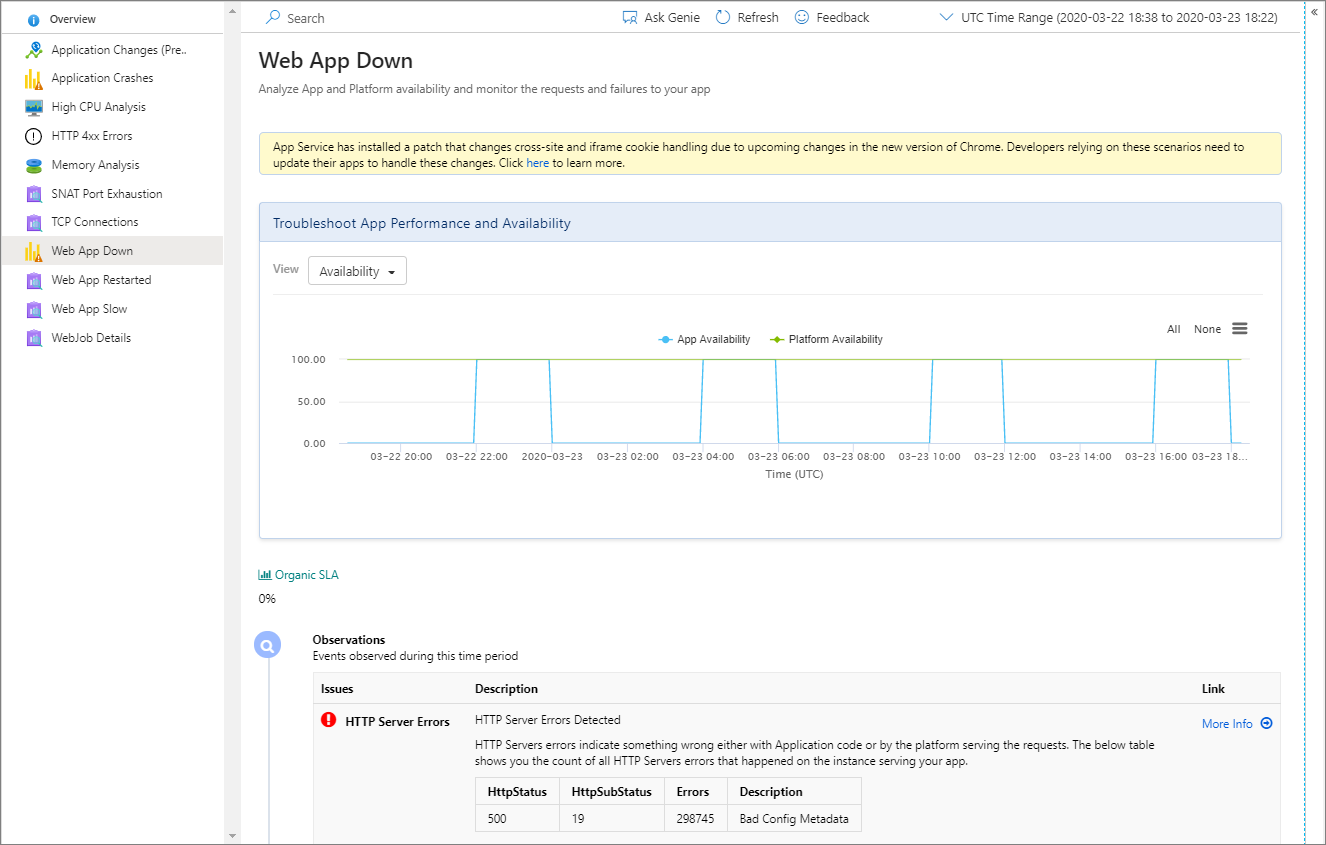 Overview
Application Changes (Pre..
Application Crashes
High CPU Analysis
HTTP 4xx Errors
Memory Analysis
SNAT Port Exhaustion
TCP Connections
Web App Down
Web App Restarted
Web App Slow
WebJob Details
Search
Ask Genie
Refresh
Feedback
UTC Time Range (2020-03-22 18:38 to 2020-03-23 18:22)
Web App Down
Analyze App and Platform availability and monitor the requests and failures to your app
App Service has installed a patch that changes cross-site and iframe cookie handling due to upcoming changes in the new version of Chrome. Developers relying on these scenarios need to
update their apps to handle these changes. Click here to learn more.
Troubleshoot App Performance and Availability
View
Availability
All None
App Availability Platform Availability
100.00
50.00
0.00
03-22 20:00 03-22 22:00 2020-03-23 03-23 02:00 03-23 04:00 03-23 06:00 03-23 08:00 03-23 10:00 03-23 12:00 03-23 14:00 03-23 16:00 03-23 18...
Time (UTC)
Organic SLA
0%
Observations
Events observed during this time period
Issues Description Link
HTTP Server Errors HTTP Server Errors Detected More Info
HTTP Servers errors indicate something wrong either with Application code or by the platform serving the requests. The below table
shows you the count of all HTTP Servers errors that happened on the instance serving your app.
HttpStatus HttpSubStatus Errors Description
500 19 298745 Bad Config Metadata